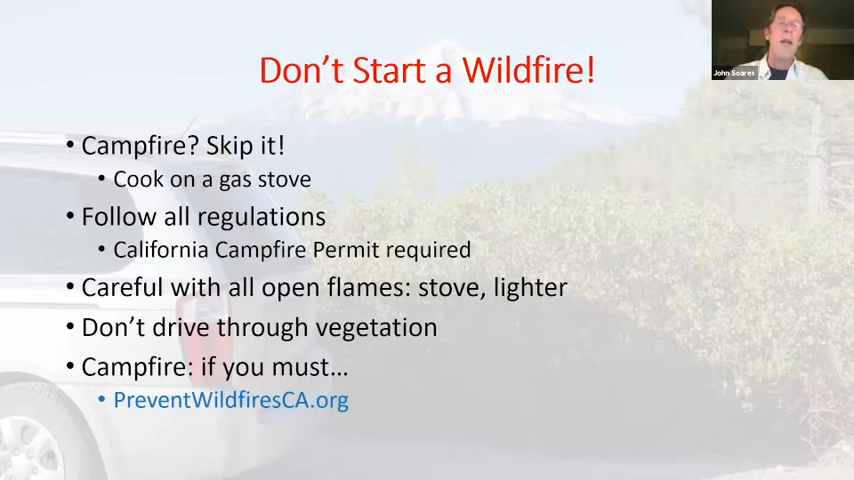 Don't Start a Wildfire!
John Soares
• Campfire? Skip it!
• Cook on a gas stove
• Follow all regulations
• California Campfire Permit required
• Careful with all open flames: stove, lighter
• Don't drive through vegetation
• Campfire: if you must…
• PreventWildfiresCA.org